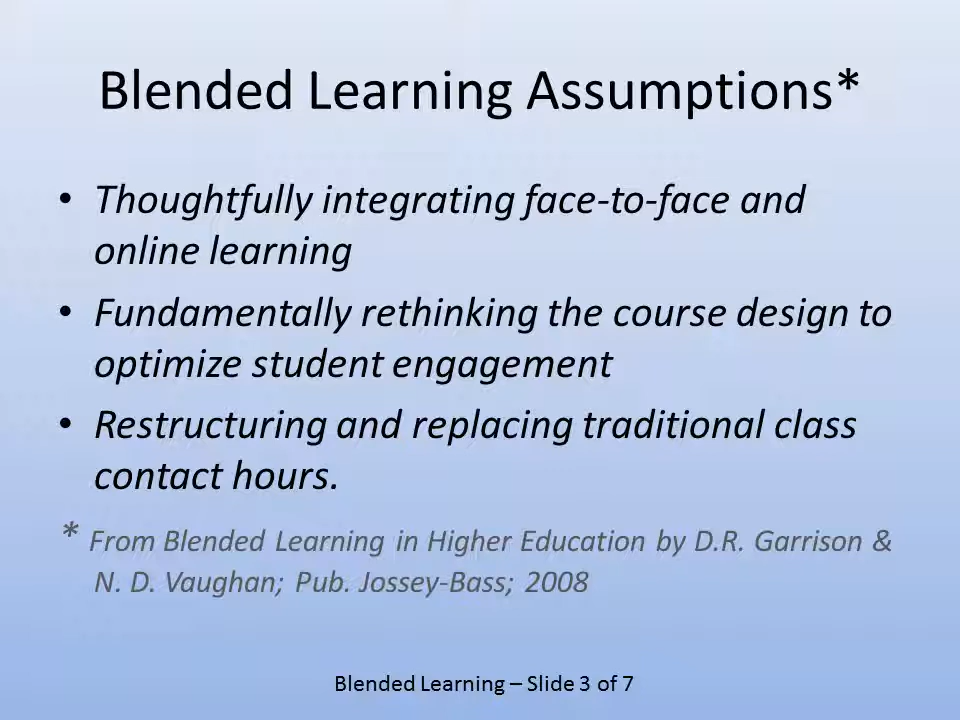 Blended Learning Assumptions*
• Thoughtfully integrating face-to-face and
online learning
• Fundamentally rethinking the course design to
optimize student engagement
• Restructuring and replacing traditional class
contact hours.
* From Blended Learning in Higher Education by D.R. Garrison &
N. D. Vaughan; Pub. Jossey-Bass; 2008
Blended Learning – Slide 3 of 7